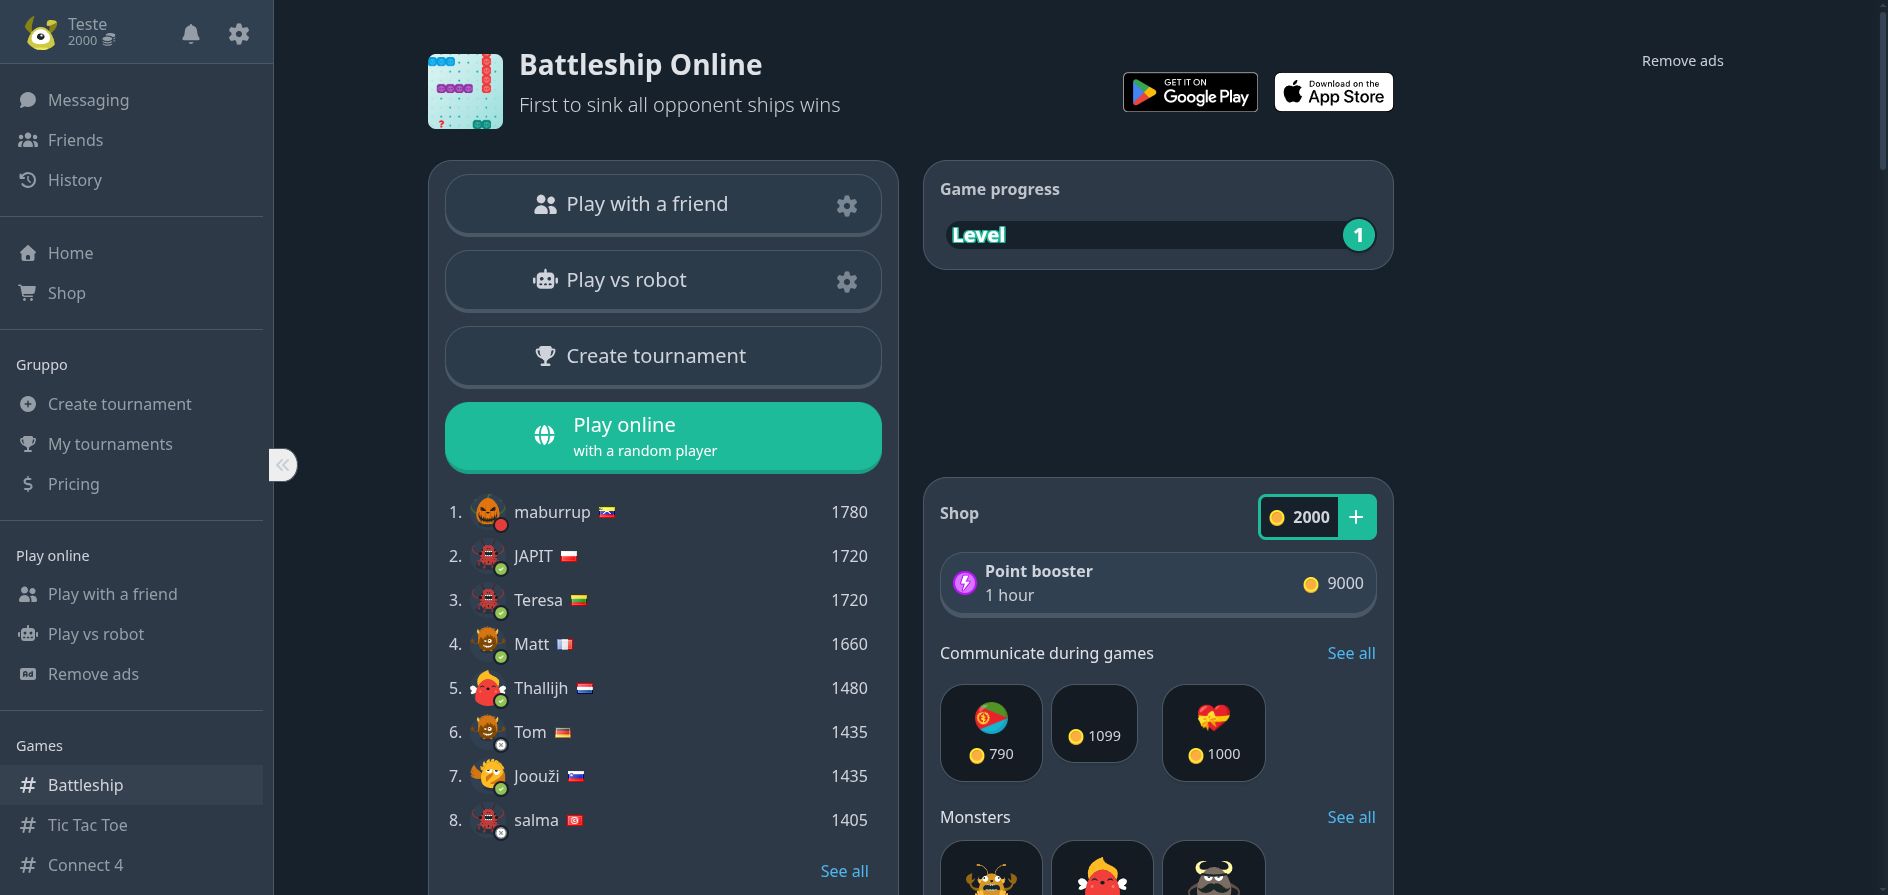 Teste
2000
Messaging
Friends
History
Home
Shop
Gruppo
Create tournament
My tournaments
Pricing
Play online
Play with a friend
Play vs robot
Ad Remove ads
Games
Battleship
Tic Tac Toe
Connect 4
Battleship Online
First to sink all opponent ships wins
GET IT ON
Google Play
Download on the
App Store
Remove ads
Play with a friend
Play vs robot
Create tournament
Play online
with a random player
1. maburrup 1780
2. JAPIT 1720
3. Teresa 1720
4. Matt 1660
5. Thallijh 1480
6. Tom 1435
7. Joouži 1435
8. salma 1405
See all
Game progress
Level 1
Shop
2000 +
Point booster
1 hour
9000
Communicate during games See all
790
1099
1000
Monsters See all